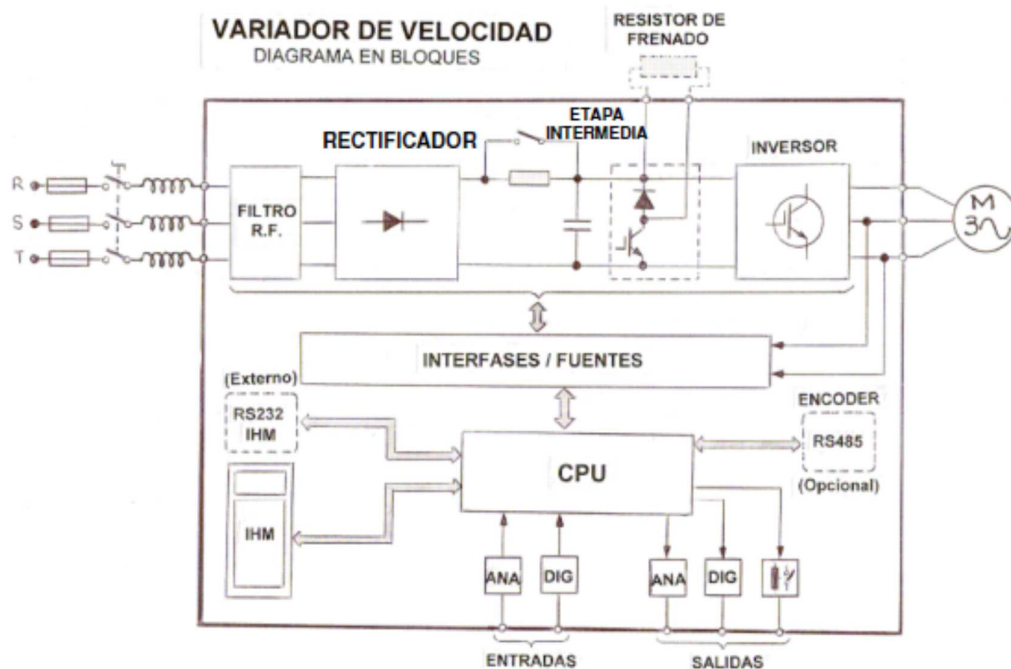 VARIADOR DE VELOCIDAD
DIAGRAMA EN BLOQUES
RESISTOR DE
FRENADO
RECTIFICADOR
ETAPA
INTERMEDIA
INVERSOR
R
S
T
FILTRO
R.F.
M
3
INTERFASES / FUENTES
(Externo)
RS232
IHM
ENCODER
RS485
(Opcional)
CPU
IHM
ANA
DIG
ANA
DIG
ENTRADAS
SALIDAS